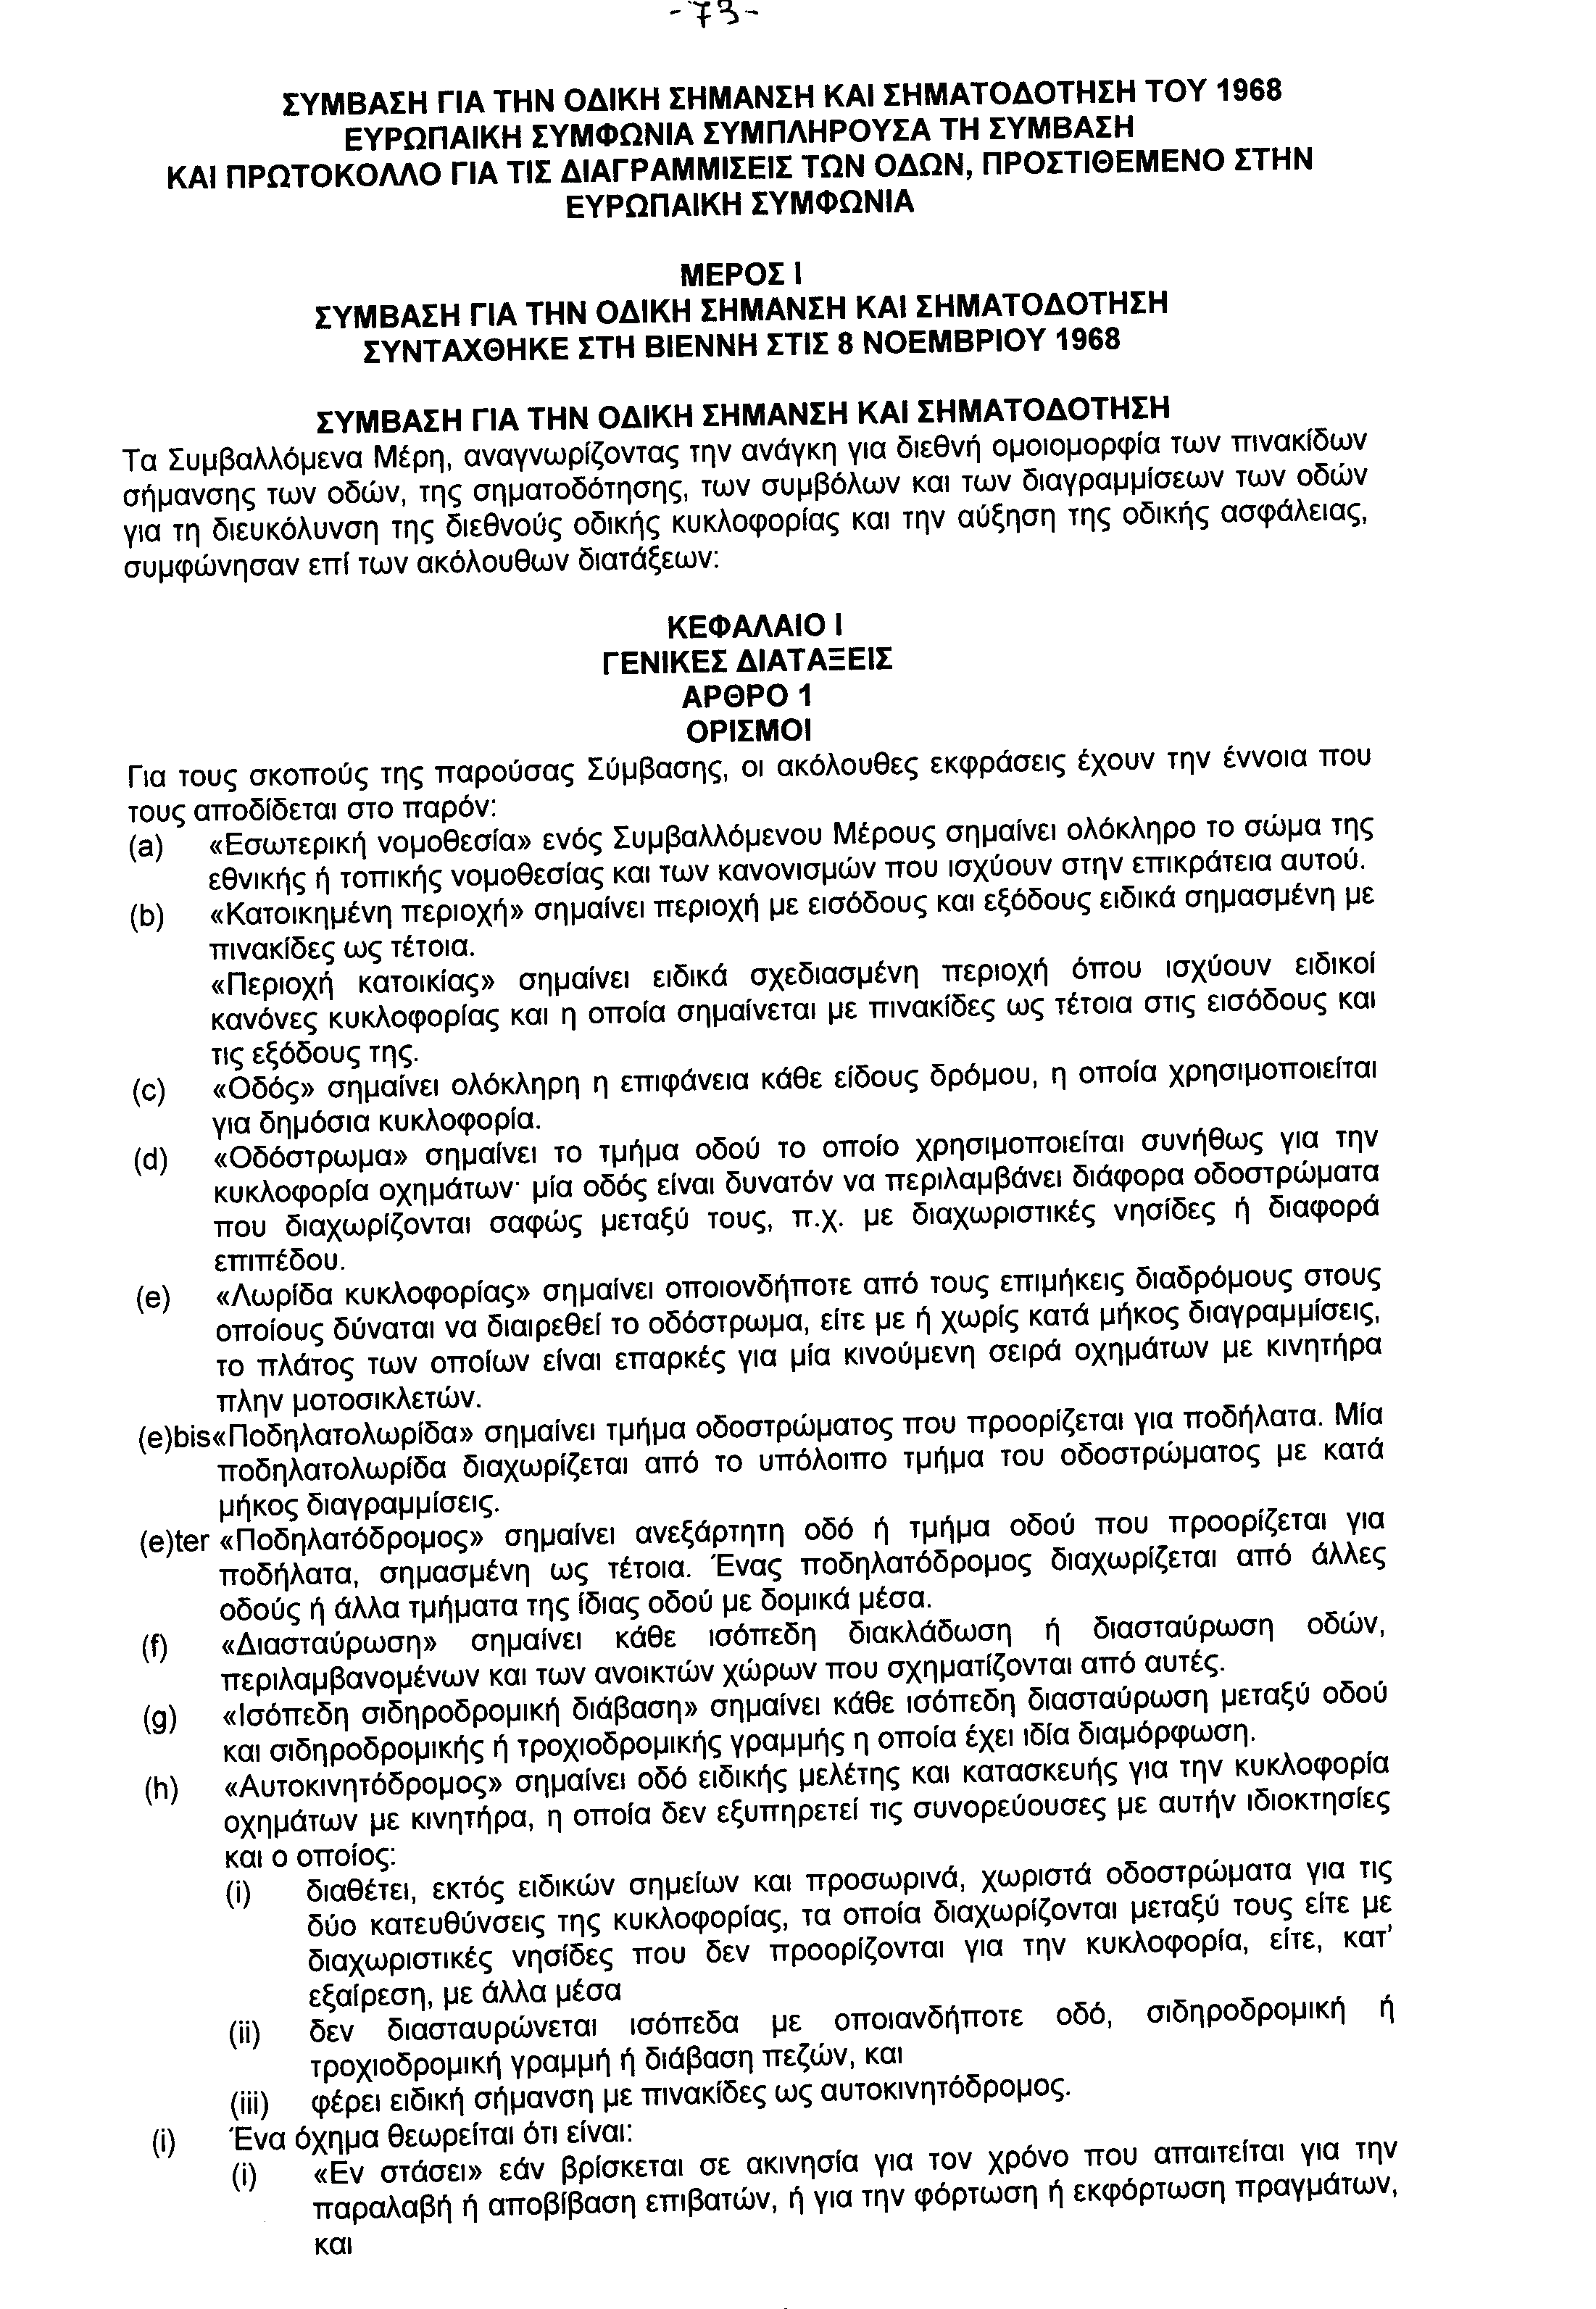 -73-
ΣΥΜΒΑΣΗ ΓΙΑ ΤΗΝ ΟΔΙΚΗ ΣΗΜΑΝΣΗ ΚΑΙ ΣΗΜΑΤΟΔΟΤΗΣΗ ΤΟΥ 1968
ΕΥΡΩΠΑΙΚΗ ΣΥΜΦΩΝΙΑ ΣΥΜΠΛΗΡΟΥΣΑ ΤΗ ΣΥΜΒΑΣΗ
ΚΑΙ ΠΡΩΤΟΚΟΛΛΟ ΓΙΑ ΤΙΣ ΔΙΑΓΡΑΜΜΙΣΕΙΣ ΤΩΝ ΟΔΩΝ, ΠΡΟΣΤΙΘΕΜΕΝΟ ΣΤΗΝ
ΕΥΡΩΠΑΙΚΗ ΣΥΜΦΩΝΙΑ
ΜΕΡΟΣ Ι
ΣΥΜΒΑΣΗ ΓΙΑ ΤΗΝ ΟΔΙΚΗ ΣΗΜΑΝΣΗ ΚΑΙ ΣΗΜΑΤΟΔΟΤΗΣΗ
ΣΥΝΤΑΧΘΗΚΕ ΣΤΗ ΒΙΕΝΝΗ ΣΤΙΣ 8 ΝΟΕΜΒΡΙΟΥ 1968
ΣΥΜΒΑΣΗ ΓΙΑ ΤΗΝ ΟΔΙΚΗ ΣΗΜΑΝΣΗ ΚΑΙ ΣΗΜΑΤΟΔΟΤΗΣΗ
Τα Συμβαλλόμενα Μέρη, αναγνωρίζοντας την ανάγκη για διεθνή ομοιομορφία των πινακίδων
σήμανσης των οδών, της σηματοδότησης, των συμβόλων και των διαγραμμίσεων των οδών
για τη διευκόλυνση της διεθνούς οδικής κυκλοφορίας και την αύξηση της οδικής ασφάλειας,
συμφώνησαν επί των ακόλουθων διατάξεων:
ΚΕΦΑΛΑΙΟ Ι
ΓΕΝΙΚΕΣ ΔΙΑΤΑΞΕΙΣ
ΑΡΘΡΟ 1
ΟΡΙΣΜΟΙ
Για τους σκοπούς της παρούσας Σύμβασης, οι ακόλουθες εκφράσεις έχουν την έννοια που
τους αποδίδεται στο παρόν:
(a) «Εσωτερική νομοθεσία» ενός Συμβαλλόμενου Μέρους σημαίνει ολόκληρο το σώμα της
εθνικής ή τοπικής νομοθεσίας και των κανονισμών που ισχύουν στην επικράτεια αυτού.
(b) «Κατοικημένη περιοχή» σημαίνει περιοχή με εισόδους και εξόδους ειδικά σημασμένη με
πινακίδες ως τέτοια.
«Περιοχή κατοικίας» σημαίνει ειδικά σχεδιασμένη περιοχή όπου ισχύουν ειδικοί
κανόνες κυκλοφορίας και η οποία σημαίνεται με πινακίδες ως τέτοια στις εισόδους και
τις εξόδους της.
(c) «Οδός» σημαίνει ολόκληρη η επιφάνεια κάθε είδους δρόμου, η οποία χρησιμοποιείται
για δημόσια κυκλοφορία.
(d) «Οδόστρωμα» σημαίνει το τμήμα οδού το οποίο χρησιμοποιείται συνήθως για την
κυκλοφορία οχημάτων· μία οδός είναι δυνατόν να περιλαμβάνει διάφορα οδοστρώματα
που διαχωρίζονται σαφώς μεταξύ τους, π.χ. με διαχωριστικές νησίδες ή διαφορά
επιπέδου.
(e) «Λωρίδα κυκλοφορίας» σημαίνει οποιονδήποτε από τους επιμήκεις διαδρόμους στους
οποίους δύναται να διαιρεθεί το οδόστρωμα, είτε με ή χωρίς κατά μήκος διαγραμμίσεις,
το πλάτος των οποίων είναι επαρκές για μία κινούμενη σειρά οχημάτων με κινητήρα
πλην μοτοσικλετών.
(e)bis«Ποδηλατολωρίδα» σημαίνει τμήμα οδοστρώματος που προορίζεται για ποδήλατα. Μία
ποδηλατολωρίδα διαχωρίζεται από το υπόλοιπο τμήμα του οδοστρώματος με κατά
μήκος διαγραμμίσεις.
(e)ter «Ποδηλατόδρομος» σημαίνει ανεξάρτητη οδό ή τμήμα οδού που προορίζεται για
ποδήλατα, σημασμένη ως τέτοια. Ένας ποδηλατόδρομος διαχωρίζεται από άλλες
οδούς ή άλλα τμήματα της ίδιας οδού με δομικά μέσα.
(f) «Διασταύρωση» σημαίνει κάθε ισόπεδη διακλάδωση ή διασταύρωση οδών,
περιλαμβανομένων και των ανοικτών χώρων που σχηματίζονται από αυτές.
(g) «Ισόπεδη σιδηροδρομική διάβαση» σημαίνει κάθε ισόπεδη διασταύρωση μεταξύ οδού
και σιδηροδρομικής ή τροχιοδρομικής γραμμής η οποία έχει ιδία διαμόρφωση.
(h) «Αυτοκινητόδρομος» σημαίνει οδό ειδικής μελέτης και κατασκευής για την κυκλοφορία
οχημάτων με κινητήρα, η οποία δεν εξυπηρετεί τις συνορεύουσες με αυτήν ιδιοκτησίες
και ο οποίος:
(i) διαθέτει, εκτός ειδικών σημείων και προσωρινά, χωριστά οδοστρώματα για τις
δύο κατευθύνσεις της κυκλοφορίας, τα οποία διαχωρίζονται μεταξύ τους είτε με
διαχωριστικές νησίδες που δεν προορίζονται για την κυκλοφορία, είτε, κατ'
εξαίρεση, με άλλα μέσα
(ii) δεν διασταυρώνεται ισόπεδα με οποιανδήποτε οδό, σιδηροδρομική ή
τροχιοδρομική γραμμή ή διάβαση πεζών, και
(iii) φέρει ειδική σήμανση με πινακίδες ως αυτοκινητόδρομος.
(i) Ένα όχημα θεωρείται ότι είναι:
(i) «Εν στάσει» εάν βρίσκεται σε ακινησία για τον χρόνο που απαιτείται για την
παραλαβή ή αποβίβαση επιβατών, ή για την φόρτωση ή εκφόρτωση πραγμάτων,
και